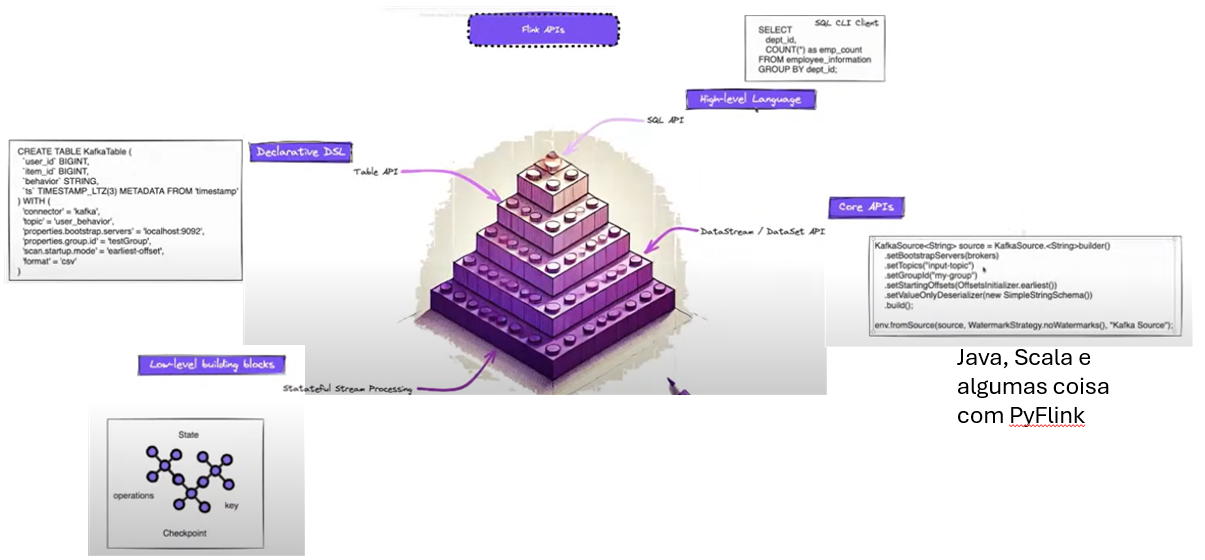 Flink APIs
SQL CLI Client
SELECT
dept_id,
COUNT(*) as emp_count
FROM employee_information
GROUP BY dept_id;
High-level Language
SQL API
CREATE TABLE KafkaTable (
`user_id` BIGINT,
`item_id` BIGINT,
`behavior` STRING,
`ts` TIMESTAMP_LTZ(3) METADATA FROM 'timestamp'
) WITH (
'connector' = 'kafka',
'topic' = 'user_behavior',
'properties.bootstrap.servers' = 'localhost:9092',
'properties.group.id' = 'testGroup',
'scan.startup.mode' = 'earliest-offset',
'format' = 'csv'
)
Declarative DSL
Table API
Core APIs
DataStream / DataSet API
KafkaSource<String> source = KafkaSource.<String>builder()
.setBootstrapServers(brokers)
.setTopics("input-topic")
.setGroupId("my-group")
.setStartingOffsets(OffsetsInitializer.earliest())
.setValueOnlyDeserializer(new SimpleStringSchema())
.build();
env.fromSource(source, WatermarkStrategy.noWatermarks(), "Kafka Source");
Java, Scala e
algumas coisa
com PyFlink
Low-level building blocks
Statateful Stream Processing
State
operations
key
Checkpoint